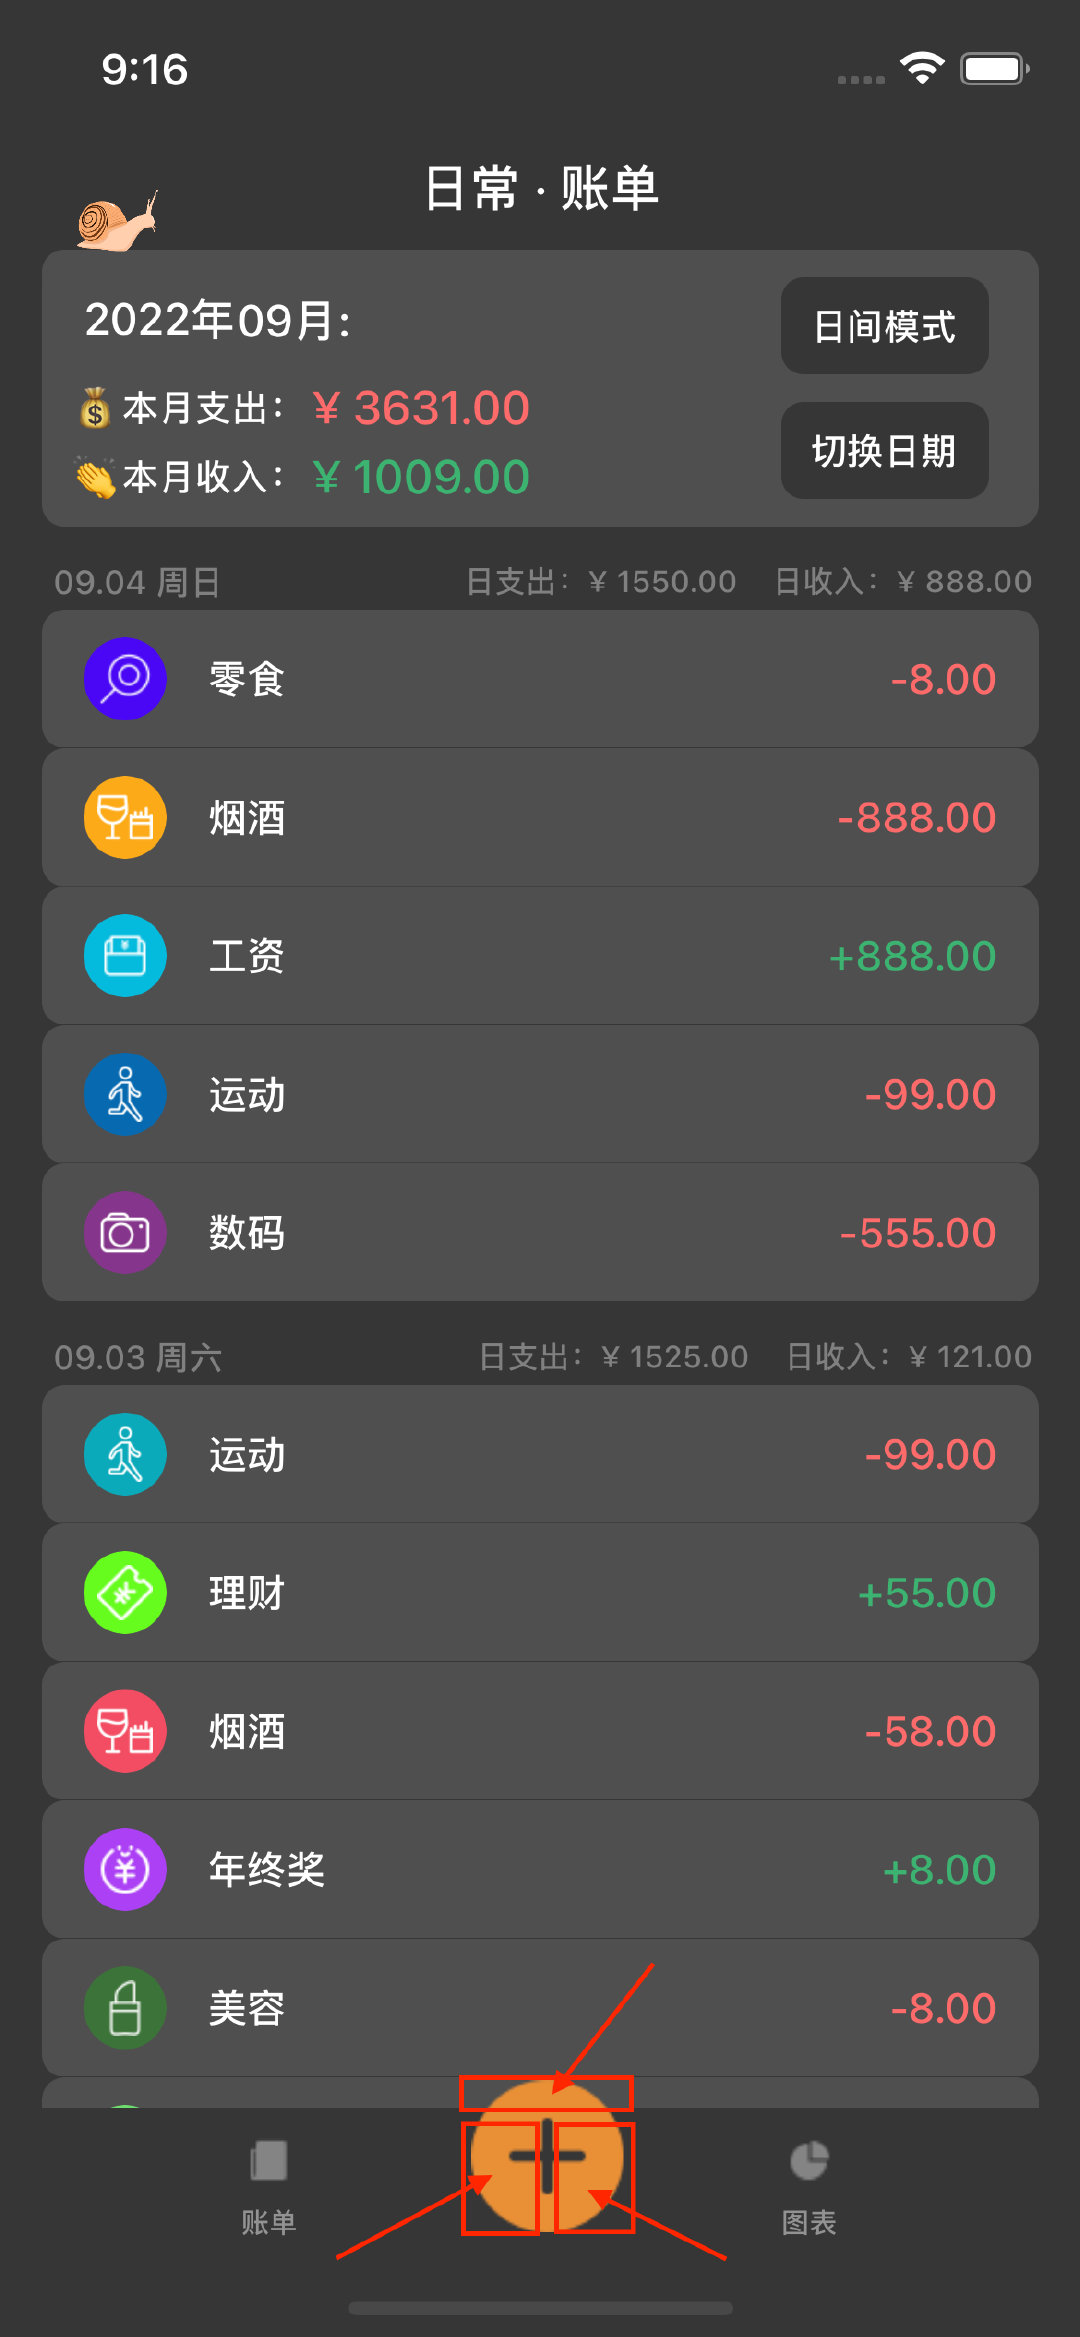 9:16
日常 · 账单
2022年09月:
日间模式
本月支出: ¥ 3631.00
切换日期
本月收入: ¥ 1009.00
09.04 周日 日支出: ¥ 1550.00 日收入: ¥ 888.00
零食 -8.00
烟酒 -888.00
工资 +888.00
运动 -99.00
数码 -555.00
09.03 周六 日支出: ¥ 1525.00 日收入: ¥ 121.00
运动 -99.00
理财 +55.00
烟酒 -58.00
年终奖 +8.00
美容 -8.00
账单 图表